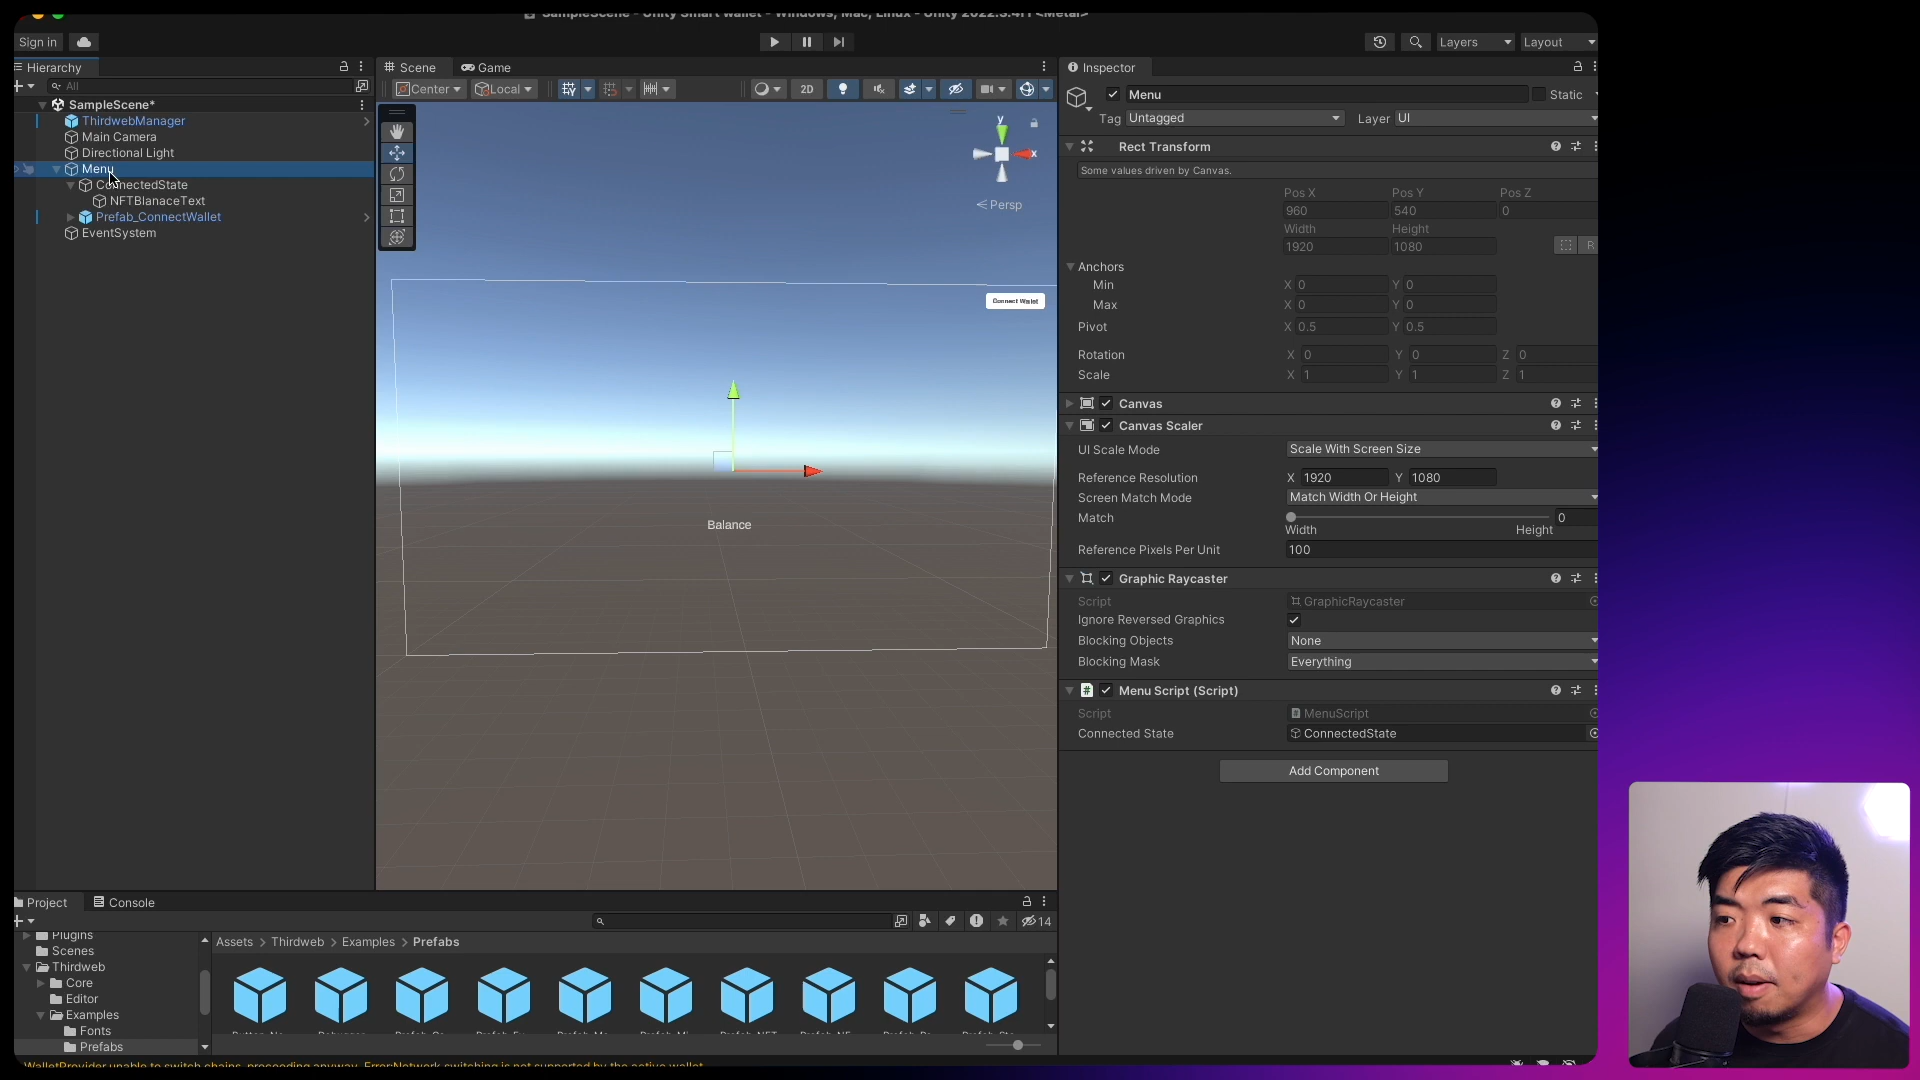 SampleScene - Unity Smart Wallet - Windows, Mac, Linux - Unity 2022.3.4f1 <Metal>
Sign in
Layers
Layout
Hierarchy
All
SampleScene*
ThirdwebManager
Main Camera
Directional Light
Menu
ConnectedState
NFTBlanaceText
Prefab_ConnectWallet
EventSystem
Scene
Game
Center
Local
2D
y
x
Persp
Connect Wallet
Balance
Inspector
Menu
Static
Tag Untagged
Layer UI
Rect Transform
Some values driven by Canvas.
Pos X Pos Y Pos Z
960 540 0
Width Height
1920 1080
R
Anchors
Min X 0 Y 0
Max X 0 Y 0
Pivot X 0.5 Y 0.5
Rotation X 0 Y 0 Z 0
Scale X 1 Y 1 Z 1
Canvas
Canvas Scaler
UI Scale Mode Scale With Screen Size
Reference Resolution X 1920 Y 1080
Screen Match Mode Match Width Or Height
Match 0
Width Height
Reference Pixels Per Unit 100
Graphic Raycaster
Script GraphicRaycaster
Ignore Reversed Graphics
Blocking Objects None
Blocking Mask Everything
Menu Script (Script)
Script MenuScript
Connected State ConnectedState
Add Component
Project
Console
14
Plugins
Scenes
Thirdweb
Core
Editor
Examples
Fonts
Prefabs
Assets > Thirdweb > Examples > Prefabs
WalletProvider unable to switch chains, proceeding anyway. Error:Network switching is not supported by the active wallet.